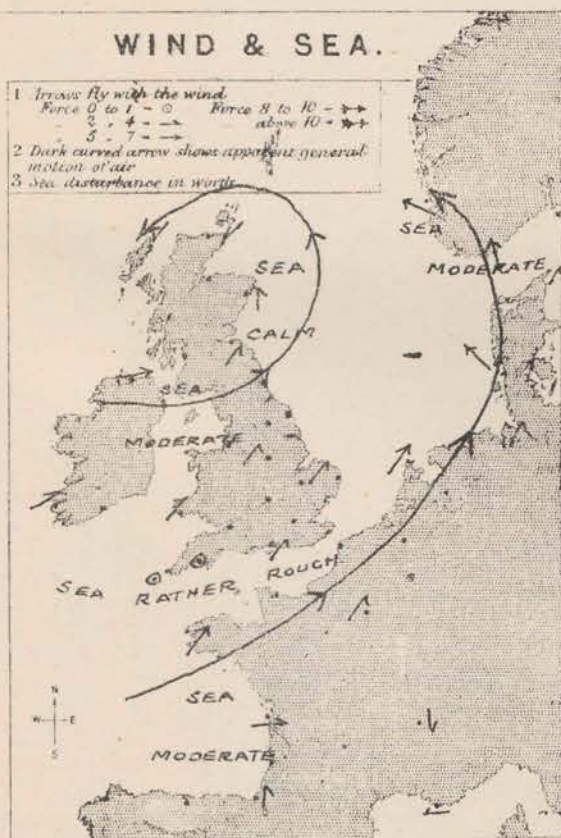 WIND & SEA.
1 Arrows fly with the wind
Force 0 to 1 - Force 8 to 10 -
" 2 " 4 - above 10 -
" 5 " 7 -
2 Dark curved arrow shows apparent general
motion of air
3 Sea disturbance in words
SEA
MODERATE.
SEA
CALM
SEA
MODERATE
SEA RATHER, ROUGH
SEA
MODERATE
N
W E
S